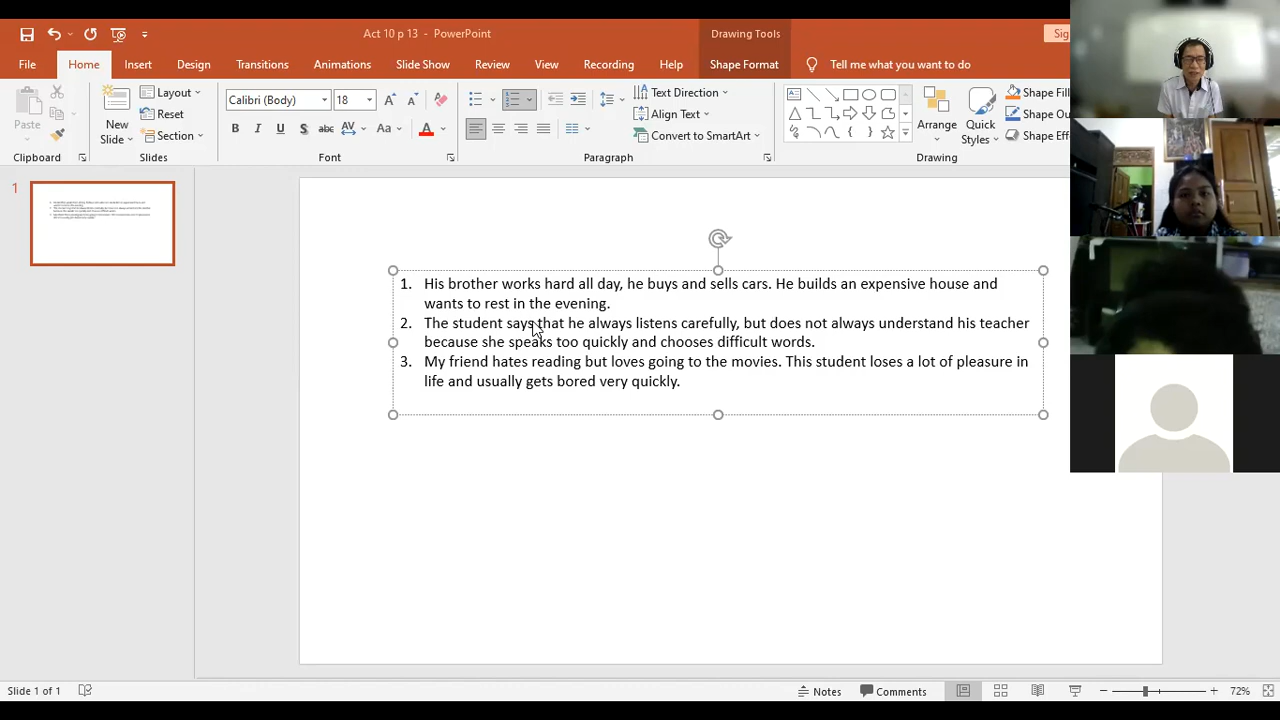 Act 10 p 13 - PowerPoint
Drawing Tools
Sig
File Home Insert Design Transitions Animations Slide Show Review View Recording Help Shape Format Tell me what you want to do
Paste
New
Slide
Layout
Reset
Section
Calibri (Body) 18
Aa
Text Direction
Align Text
Convert to SmartArt
Arrange
Quick
Styles
Shape Fill
Shape Ou
Shape Effe
Clipboard Slides Font Paragraph Drawing
1
1. His brother works hard all day, he buys and sells cars. He builds an expensive house and
wants to rest in the evening.
2. The student says that he always listens carefully, but does not always understand his teacher
because she speaks too quickly and chooses difficult words.
3. My friend hates reading but loves going to the movies. This student loses a lot of pleasure in
life and usually gets bored very quickly.
Slide 1 of 1
Notes Comments 72%